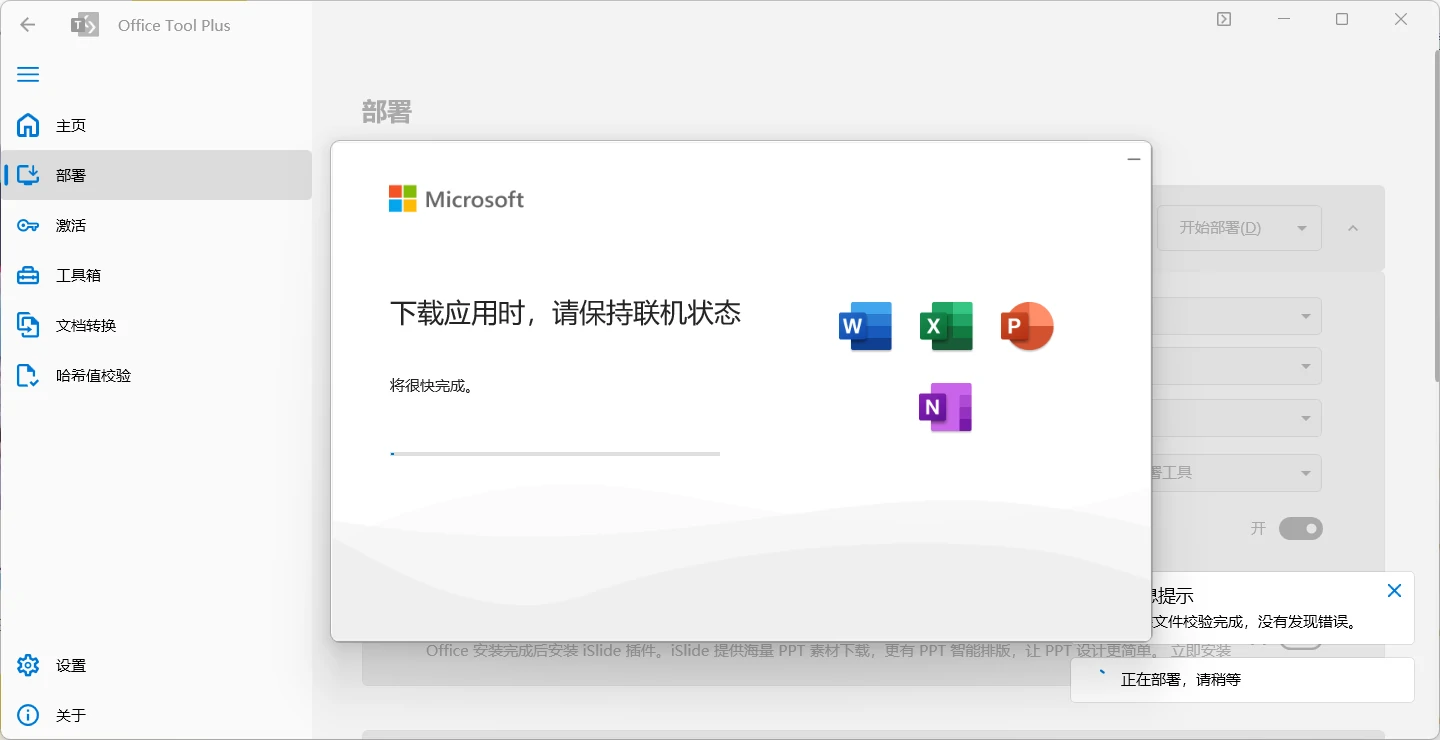 Office Tool Plus
主页
部署
激活
工具箱
文档转换
哈希值校验
设置
关于
部署
开始部署(D)
Microsoft
下载应用时，请保持联机状态
将很快完成。
W
X
P
N
署工具
开
提示
文件校验完成，没有发现错误。
Office 安装完成后安装 iSlide 插件。iSlide 提供海量 PPT 素材下载，更有 PPT 智能排版，让 PPT 设计更简单。 立即安装
正在部署，请稍等